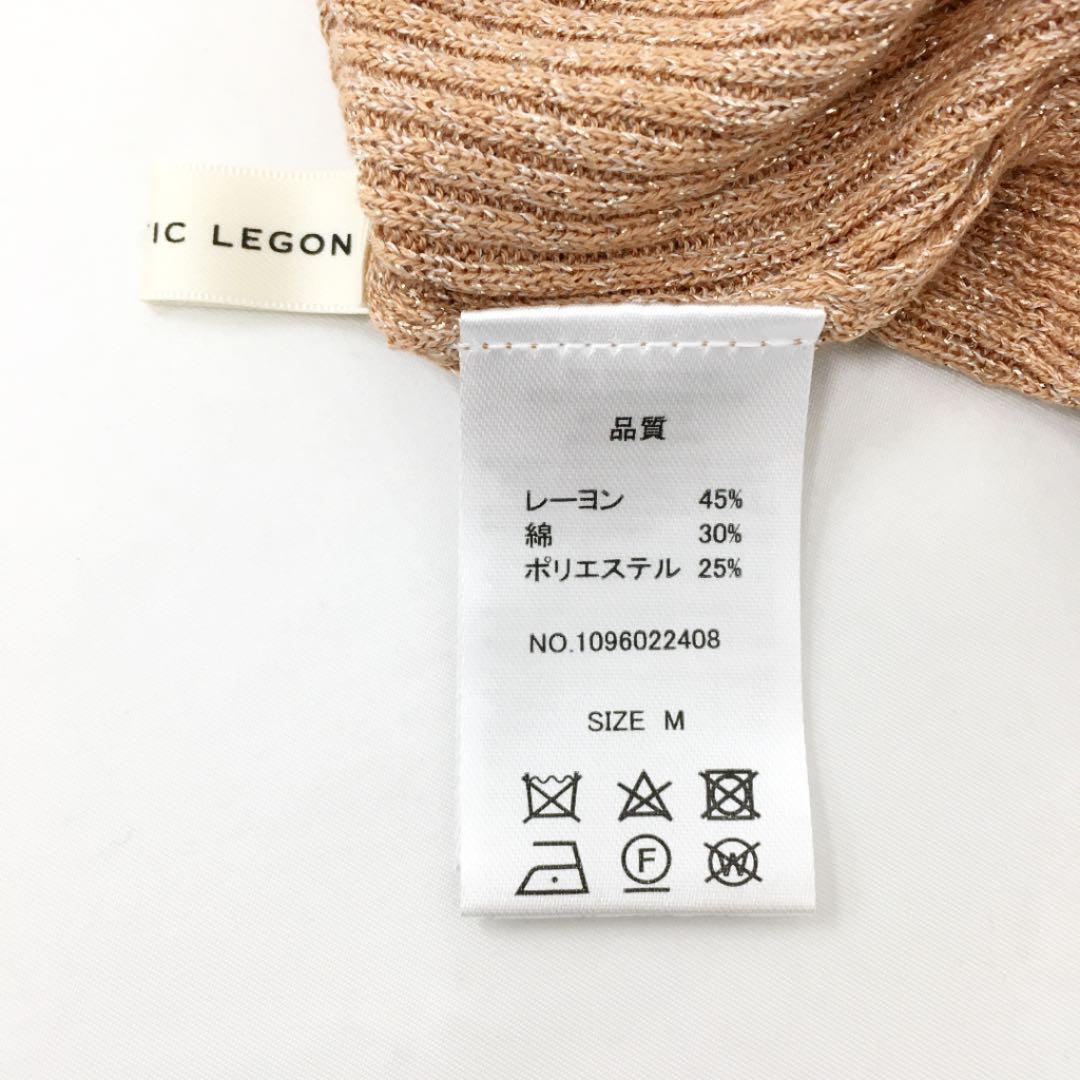 TIC LEGON
品質
レーヨン 45%
綿 30%
ポリエステル 25%
NO.1096022408
SIZE M
F
W